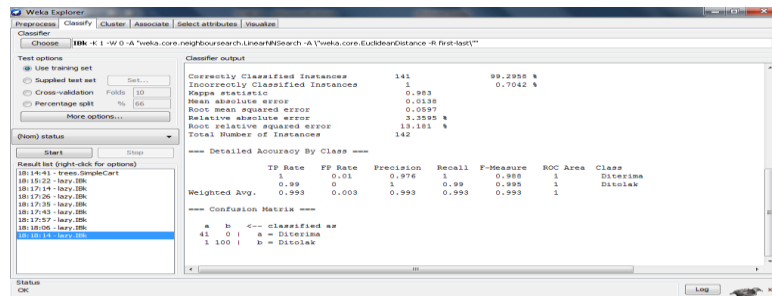 Weka Explorer
Preprocess Classify Cluster Associate Select attributes Visualize
Classifier
Choose IBk -K 1 -W 0 -A "weka.core.neighboursearch.LinearNNSearch -A \"weka.core.EuclideanDistance -R first-last\""
Test options
Use training set
Supplied test set Set...
Cross-validation Folds 10
Percentage split % 66
More options...
(Nom) status
Start Stop
Result list (right-click for options)
18:14:41 - trees.SimpleCart
18:15:22 - lazy.IBk
18:17:14 - lazy.IBk
18:17:26 - lazy.IBk
18:17:35 - lazy.IBk
18:17:43 - lazy.IBk
18:17:57 - lazy.IBk
18:18:06 - lazy.IBk
18:18:14 - lazy.IBk
Classifier output
Correctly Classified Instances 141 99.2958 %
Incorrectly Classified Instances 1 0.7042 %
Kappa statistic 0.983
Mean absolute error 0.0138
Root mean squared error 0.0597
Relative absolute error 3.3595 %
Root relative squared error 13.181 %
Total Number of Instances 142
=== Detailed Accuracy By Class ===
TP Rate FP Rate Precision Recall F-Measure ROC Area Class
1 0.01 0.976 1 0.988 1 Diterima
0.99 0 1 0.99 0.995 1 Ditolak
Weighted Avg. 0.993 0.003 0.993 0.993 0.993 1
=== Confusion Matrix ===
a b <-- classified as
41 0 | a = Diterima
1 100 | b = Ditolak
Status
OK
Log
x 0